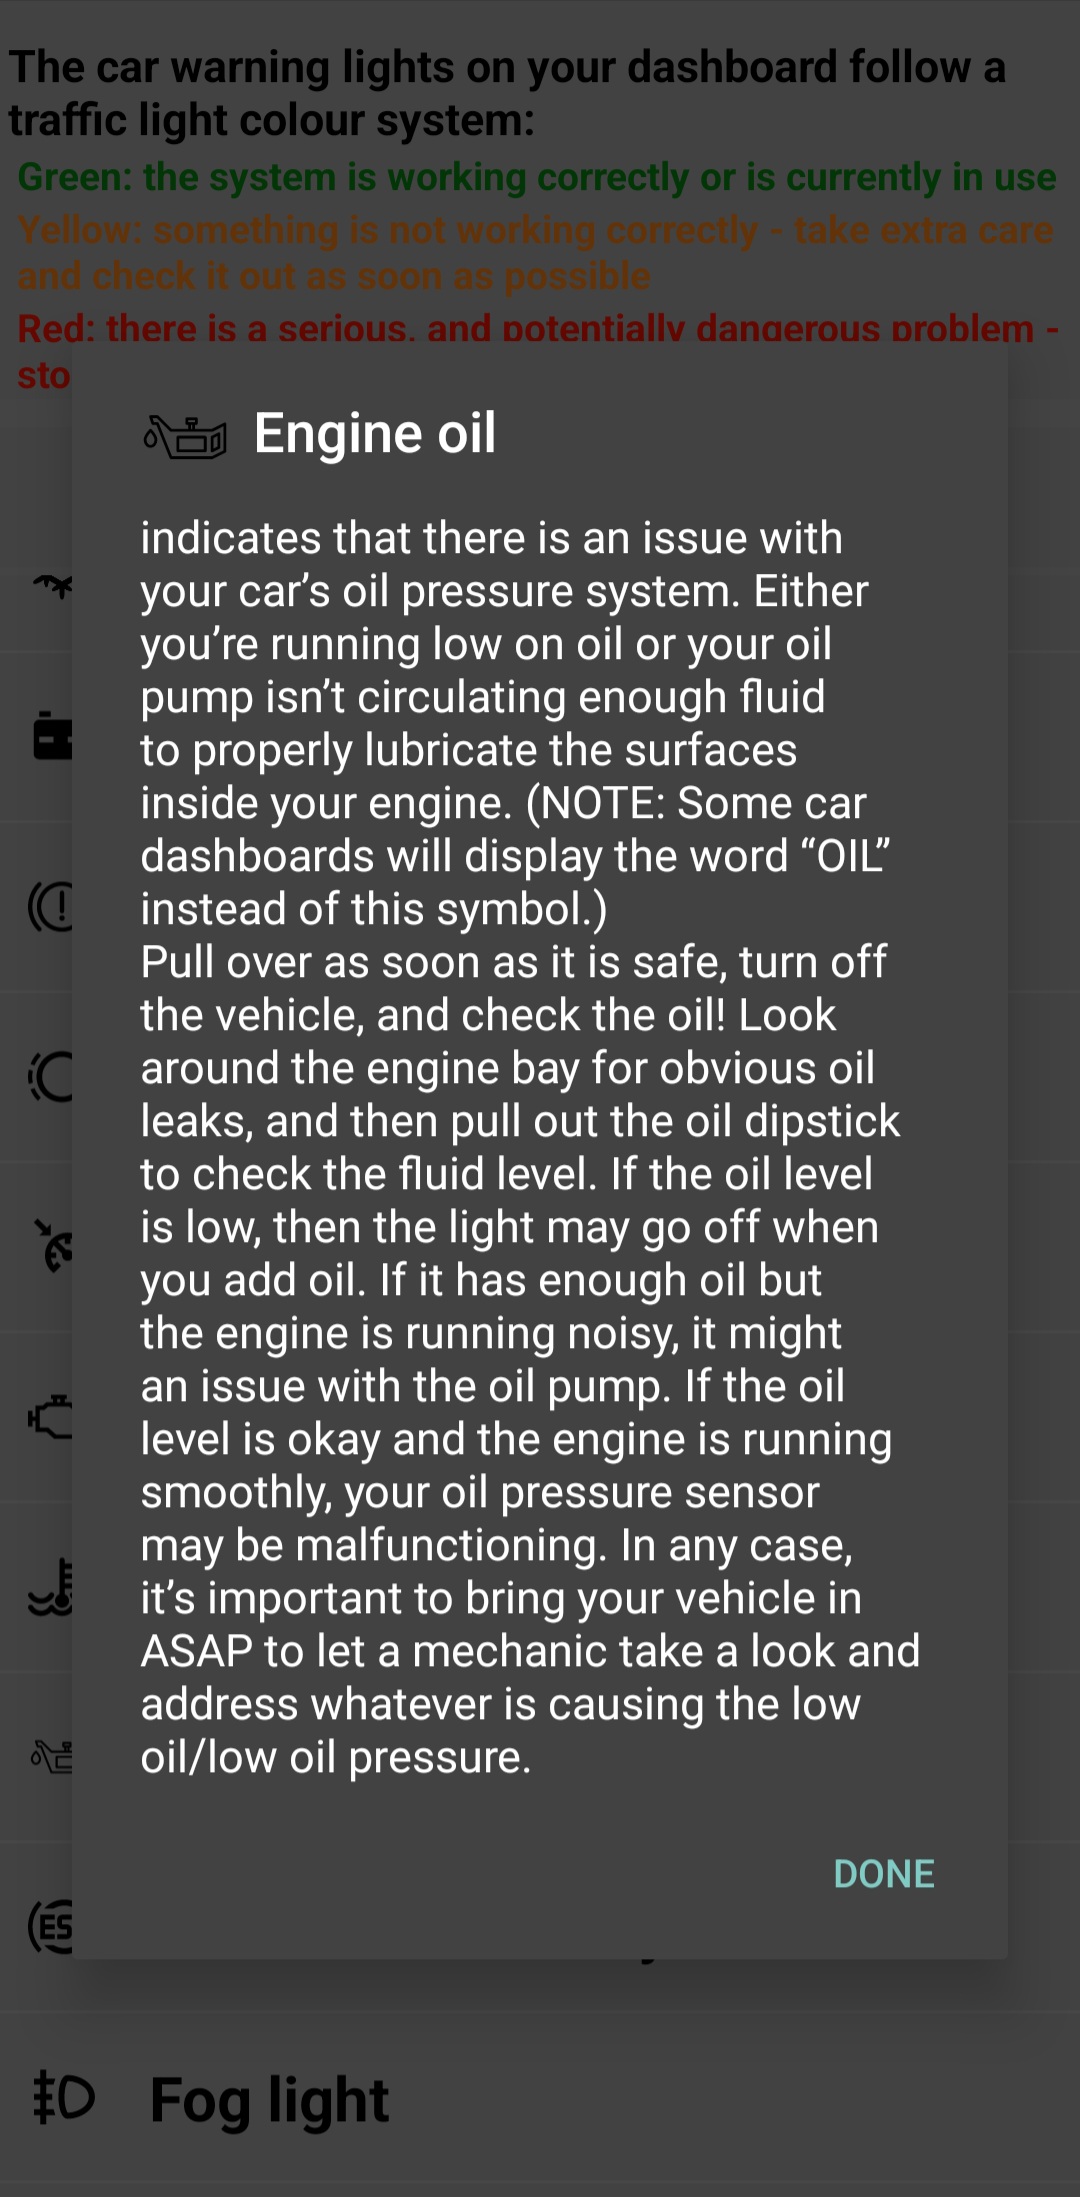 The car warning lights on your dashboard follow a
traffic light colour system:
Green: the system is working correctly or is currently in use
Yellow: something is not working correctly - take extra care
and check it out as soon as possible
Red: there is a serious, and potentially dangerous problem -
sto
Engine oil
indicates that there is an issue with
your car’s oil pressure system. Either
you’re running low on oil or your oil
pump isn’t circulating enough fluid
to properly lubricate the surfaces
inside your engine. (NOTE: Some car
dashboards will display the word “OIL”
instead of this symbol.)
Pull over as soon as it is safe, turn off
the vehicle, and check the oil! Look
around the engine bay for obvious oil
leaks, and then pull out the oil dipstick
to check the fluid level. If the oil level
is low, then the light may go off when
you add oil. If it has enough oil but
the engine is running noisy, it might
an issue with the oil pump. If the oil
level is okay and the engine is running
smoothly, your oil pressure sensor
may be malfunctioning. In any case,
it’s important to bring your vehicle in
ASAP to let a mechanic take a look and
address whatever is causing the low
oil/low oil pressure.
DONE
ES
Fog light